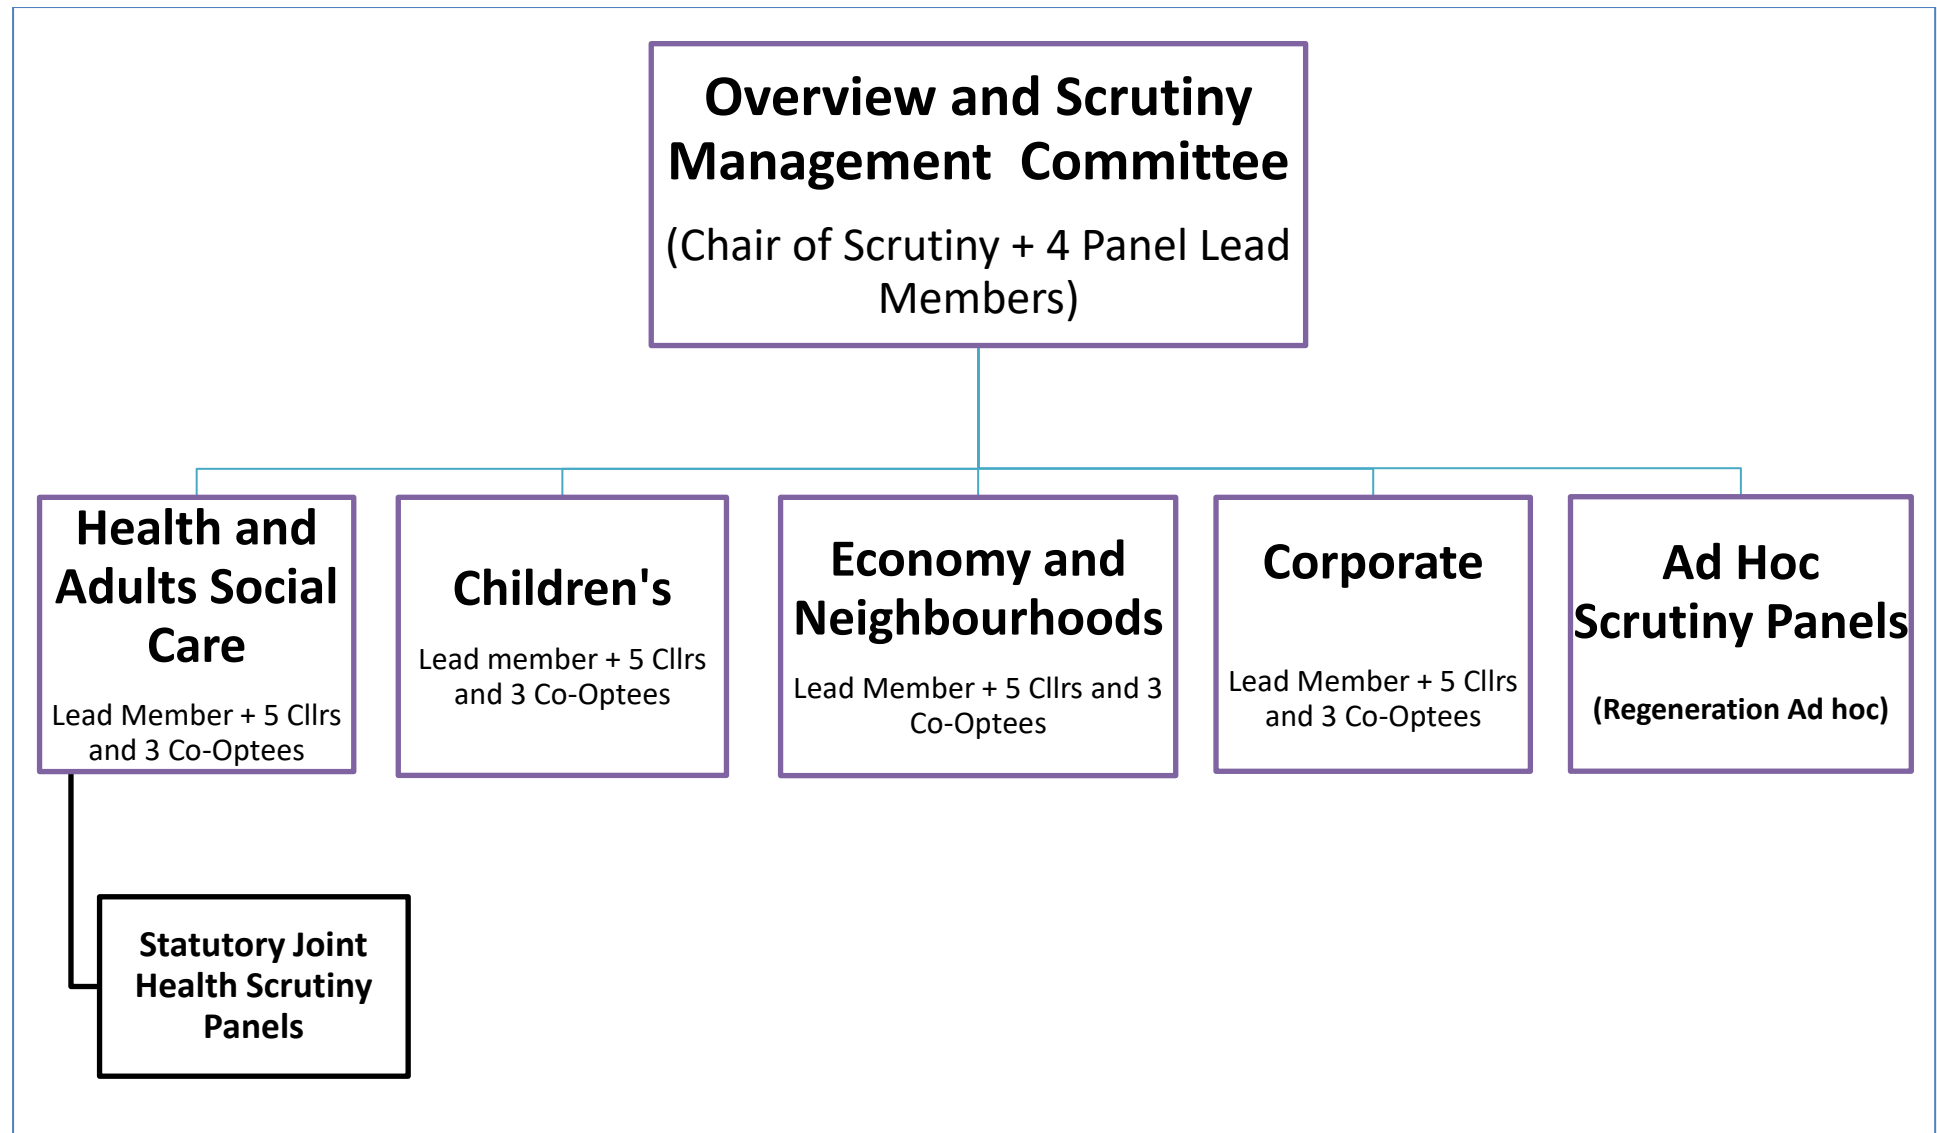 Overview and Scrutiny
Management  Committee
(Chair of Scrutiny + 4 Panel Lead
Members)
Health and
Adults Social
Care
Lead Member + 5 Cllrs
and 3 Co-Optees
Children's
Lead member + 5 Cllrs
and 3 Co-Optees
Economy and
Neighbourhoods
Lead Member + 5 Cllrs and 3
Co-Optees
Corporate
Lead Member + 5 Cllrs
and 3 Co-Optees
Ad Hoc
Scrutiny Panels
(Regeneration Ad hoc)
Statutory Joint
Health Scrutiny
Panels